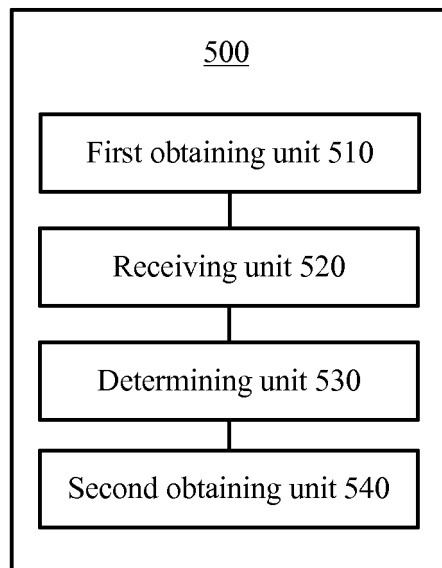 500
First obtaining unit 510
Receiving unit 520
Determining unit 530
Second obtaining unit 540